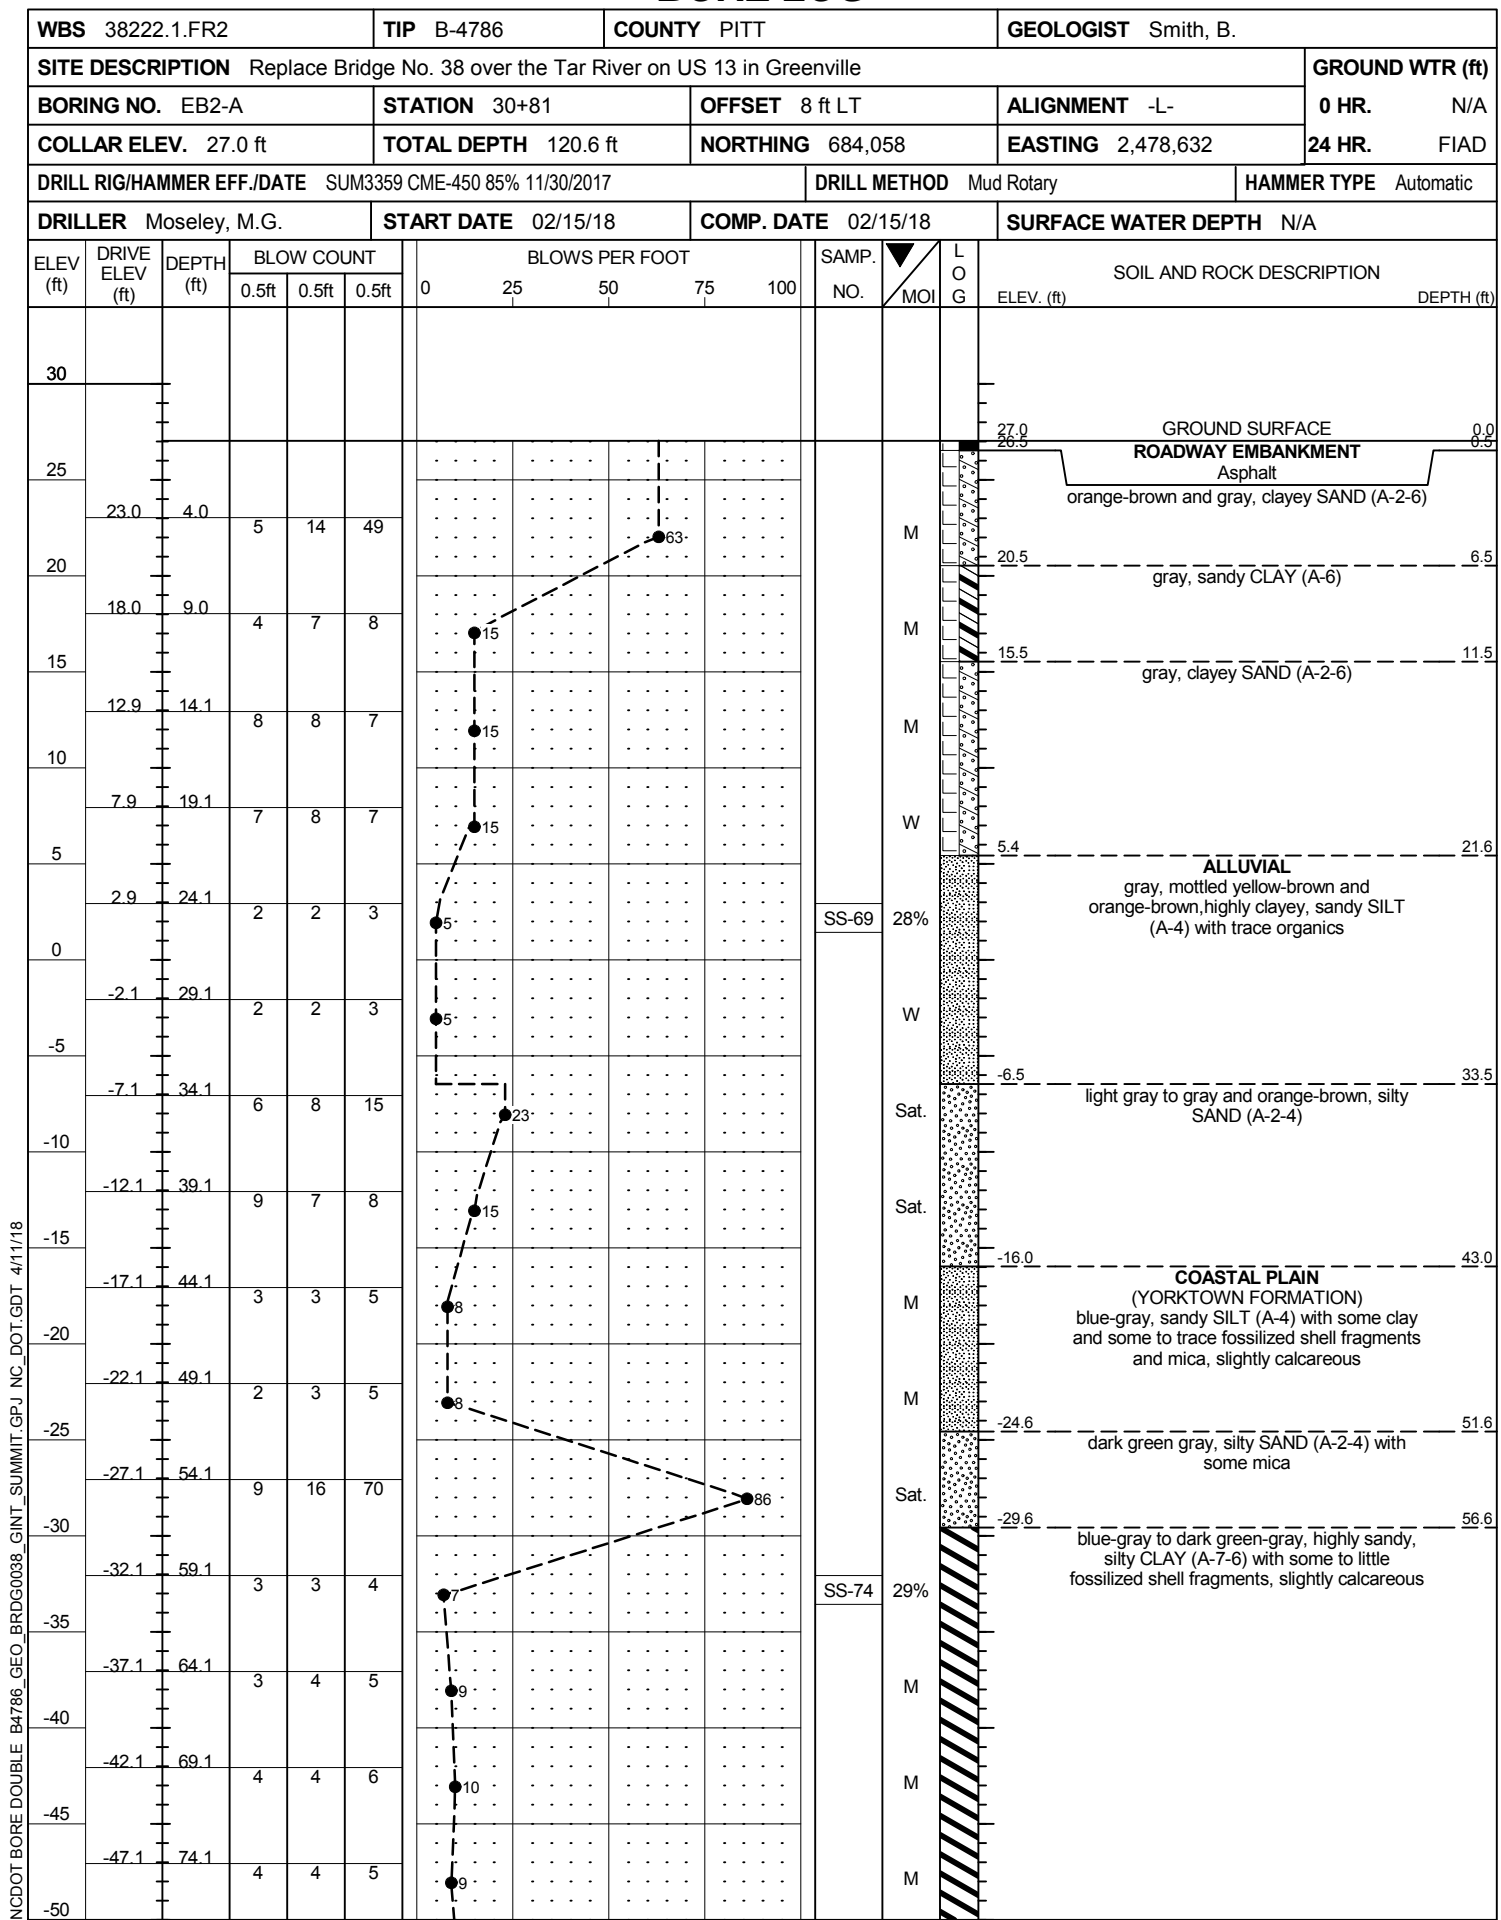 WBS 38222.1.FR2 TIP B-4786 COUNTY PITT GEOLOGIST Smith, B.
SITE DESCRIPTION Replace Bridge No. 38 over the Tar River on US 13 in Greenville GROUND WTR (ft)
BORING NO. EB2-A STATION 30+81 OFFSET 8 ft LT ALIGNMENT -L- 0 HR. N/A
COLLAR ELEV. 27.0 ft TOTAL DEPTH 120.6 ft NORTHING 684,058 EASTING 2,478,632 24 HR. FIAD
DRILL RIG/HAMMER EFF./DATE SUM3359 CME-450 85% 11/30/2017 DRILL METHOD Mud Rotary HAMMER TYPE Automatic
DRILLER Moseley, M.G. START DATE 02/15/18 COMP. DATE 02/15/18 SURFACE WATER DEPTH N/A
ELEV (ft) DRIVE ELEV (ft) DEPTH (ft) BLOW COUNT BLOWS PER FOOT SAMP. NO. MOI LOG SOIL AND ROCK DESCRIPTION
0.5ft 0.5ft 0.5ft 0 25 50 75 100 ELEV. (ft) DEPTH (ft)
30
27.0 GROUND SURFACE 0.0
26.5 ROADWAY EMBANKMENT 0.5
25 Asphalt
orange-brown and gray, clayey SAND (A-2-6)
23.0 4.0 5 14 49 63 M
20 20.5 6.5
gray, sandy CLAY (A-6)
18.0 9.0 4 7 8 15 M
15 15.5 11.5
gray, clayey SAND (A-2-6)
12.9 14.1 8 8 7 15 M
10
7.9 19.1 7 8 7 15 W
5 5.4 21.6
ALLUVIAL
gray, mottled yellow-brown and
orange-brown,highly clayey, sandy SILT
(A-4) with trace organics
2.9 24.1 2 2 3 5 SS-69 28%
0
-2.1 29.1 2 2 3 5 W
-5
-6.5 33.5
light gray to gray and orange-brown, silty
SAND (A-2-4)
-7.1 34.1 6 8 15 23 Sat.
-10
-12.1 39.1 9 7 8 15 Sat.
-15
-16.0 43.0
COASTAL PLAIN
(YORKTOWN FORMATION)
blue-gray, sandy SILT (A-4) with some clay
and some to trace fossilized shell fragments
and mica, slightly calcareous
-17.1 44.1 3 3 5 8 M
-20
-22.1 49.1 2 3 5 8 M
-25 -24.6 51.6
dark green gray, silty SAND (A-2-4) with
some mica
-27.1 54.1 9 16 70 86 Sat.
-30 -29.6 56.6
blue-gray to dark green-gray, highly sandy,
silty CLAY (A-7-6) with some to little
fossilized shell fragments, slightly calcareous
-32.1 59.1 3 3 4 7 SS-74 29%
-35
-37.1 64.1 3 4 5 9 M
-40
-42.1 69.1 4 4 6 10 M
-45
-47.1 74.1 4 4 5 9 M
-50
NCDOT BORE DOUBLE B4786_GEO_BRDG0038_GINT_SUMMIT.GPJ NC_DOT.GDT 4/11/18